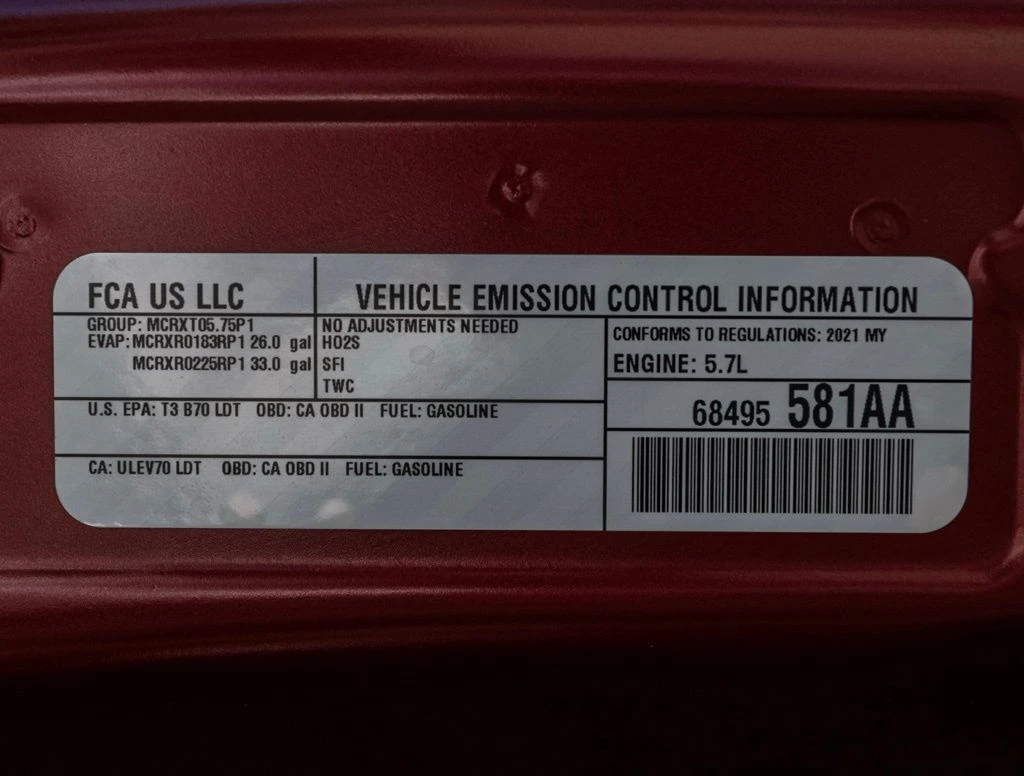 FCA US LLC
VEHICLE EMISSION CONTROL INFORMATION
GROUP: MCRXT05.75P1
EVAP: MCRXR0183RP1 26.0 gal
MCRXR0225RP1 33.0 gal
NO ADJUSTMENTS NEEDED
HO2S
SFI
TWC
CONFORMS TO REGULATIONS: 2021 MY
ENGINE: 5.7L
68495 581AA
U.S. EPA: T3 B70 LDT OBD: CA OBD II FUEL: GASOLINE
CA: ULEV70 LDT OBD: CA OBD II FUEL: GASOLINE